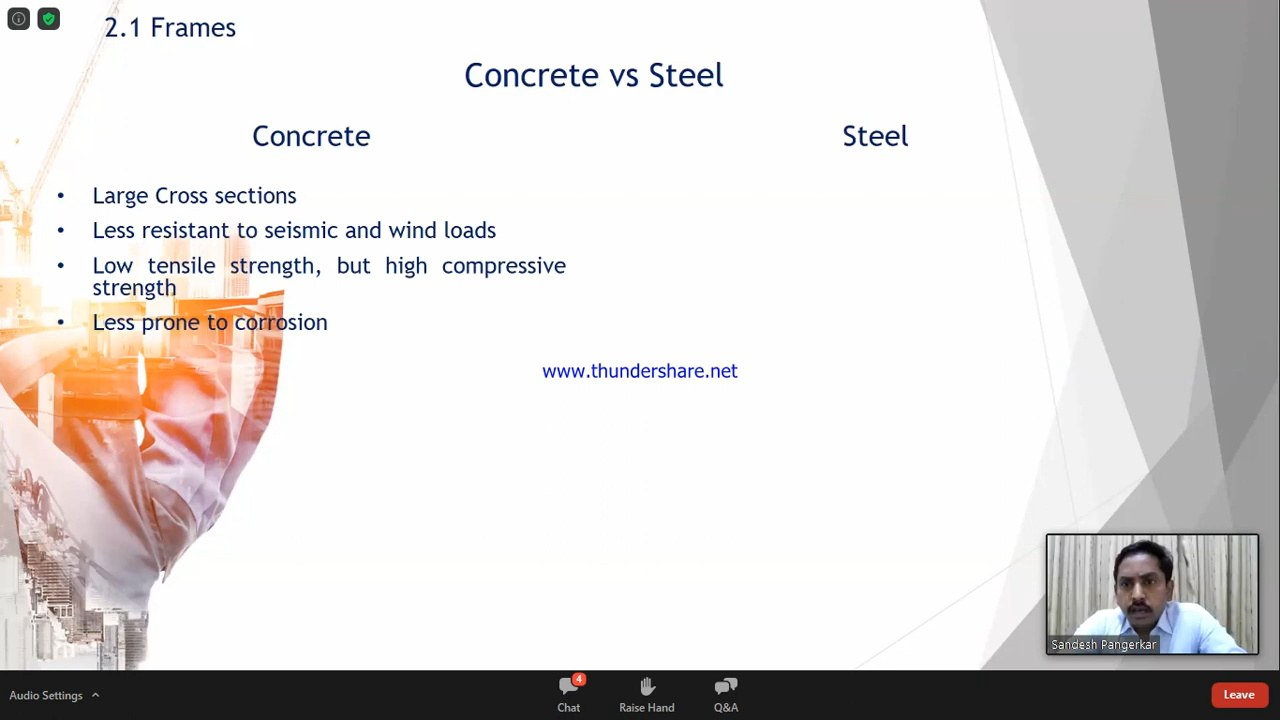 2.1 Frames
Concrete vs Steel
Concrete
Steel
• Large Cross sections
• Less resistant to seismic and wind loads
• Low tensile strength, but high compressive
strength
• Less prone to corrosion
www.thundershare.net
Sandesh Pangerkar
Audio Settings
4
Chat
Raise Hand
Q&A
Leave